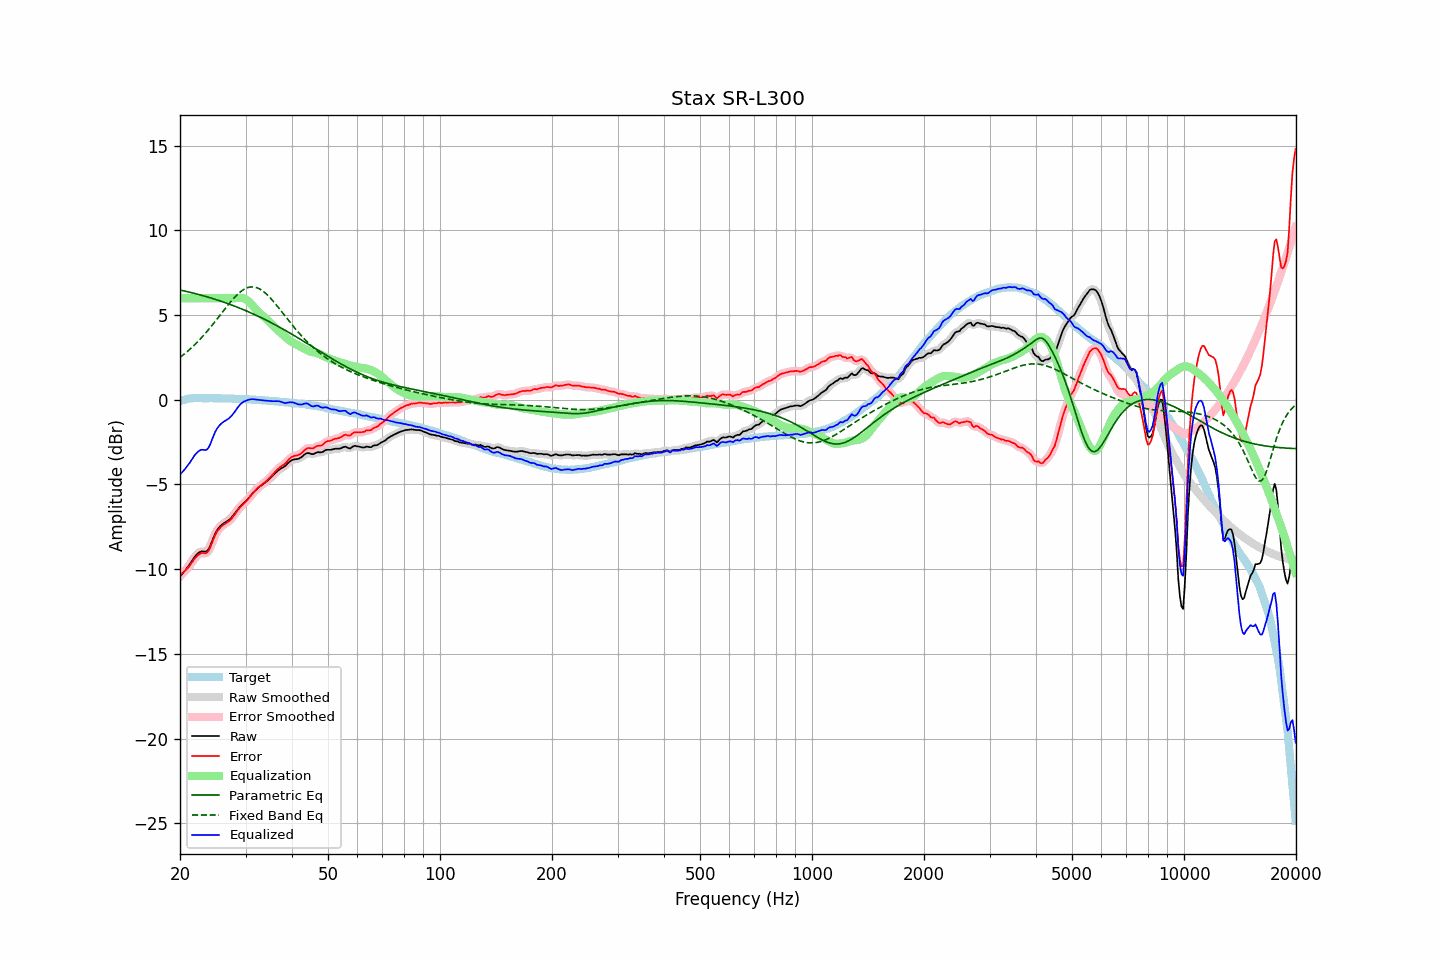 Stax SR-L300
Amplitude (dBr)
15
10
5
0
−5
−10
−15
−20
−25
Target
Raw Smoothed
Error Smoothed
Raw
Error
Equalization
Parametric Eq
Fixed Band Eq
Equalized
20 50 100 200 500 1000 2000 5000 10000 20000
Frequency (Hz)